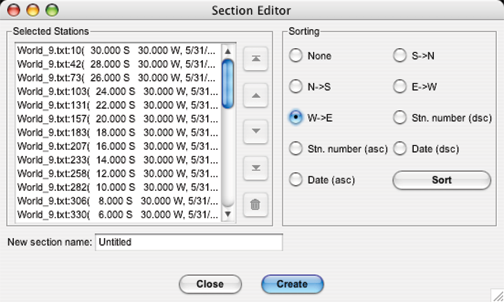 Section Editor
Selected Stations
World_9.txt:10( 30.000 S 30.000 W, 5/31/...
World_9.txt:42( 28.000 S 30.000 W, 5/31/...
World_9.txt:73( 26.000 S 30.000 W, 5/31/...
World_9.txt:103( 24.000 S 30.000 W, 5/31...
World_9.txt:131( 22.000 S 30.000 W, 5/31...
World_9.txt:157( 20.000 S 30.000 W, 5/31...
World_9.txt:183( 18.000 S 30.000 W, 5/31...
World_9.txt:207( 16.000 S 30.000 W, 5/31...
World_9.txt:233( 14.000 S 30.000 W, 5/31...
World_9.txt:258( 12.000 S 30.000 W, 5/31...
World_9.txt:282( 10.000 S 30.000 W, 5/31...
World_9.txt:306( 8.000 S 30.000 W, 5/31/...
World_9.txt:330( 6.000 S 30.000 W, 5/31/...
Sorting
None S->N
N->S E->W
W->E Stn. number (dsc)
Stn. number (asc) Date (dsc)
Date (asc) Sort
New section name: Untitled
Close Create